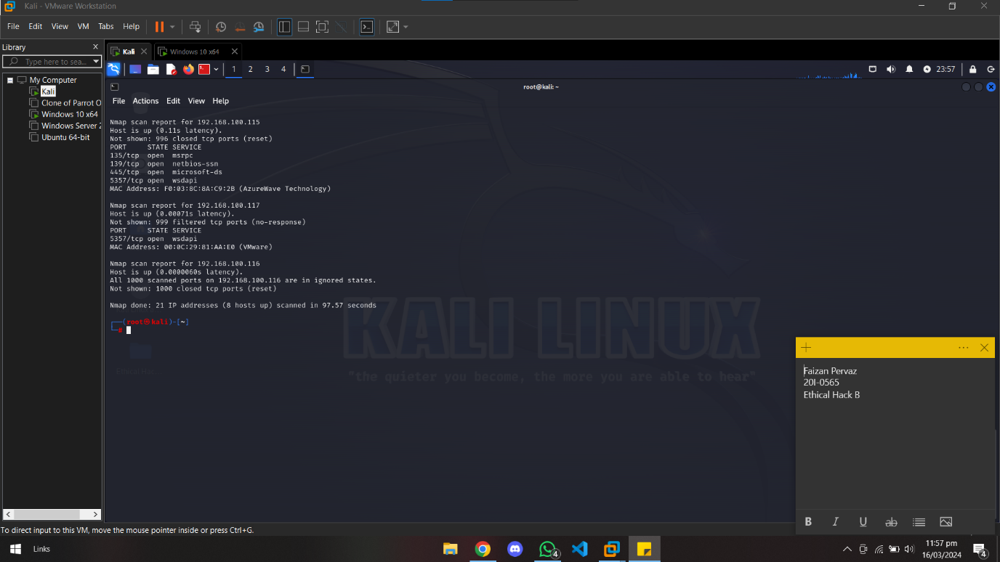 Kali - VMware Workstation
File Edit View VM Tabs Help
Library
Type here to sea...
My Computer
Kali
Clone of Parrot O
Windows 10 x64
Windows Server 2
Ubuntu 64-bit
Kali Windows 10 x64
1 2 3 4 23:57
root@kali: ~
File Actions Edit View Help
Nmap scan report for 192.168.100.115
Host is up (0.11s latency).
Not shown: 996 closed tcp ports (reset)
PORT STATE SERVICE
135/tcp open msrpc
139/tcp open netbios-ssn
445/tcp open microsoft-ds
5357/tcp open wsdapi
MAC Address: F0:03:8C:8A:C9:2B (AzureWave Technology)
Nmap scan report for 192.168.100.117
Host is up (0.00071s latency).
Not shown: 999 filtered tcp ports (no-response)
PORT STATE SERVICE
5357/tcp open wsdapi
MAC Address: 00:0C:29:81:AA:E0 (VMware)
Nmap scan report for 192.168.100.116
Host is up (0.0000060s latency).
All 1000 scanned ports on 192.168.100.116 are in ignored states.
Not shown: 1000 closed tcp ports (reset)
Nmap done: 21 IP addresses (8 hosts up) scanned in 97.57 seconds
(root㉿kali)-[~]
#
KALI LINUX
"the quieter you become, the more you are able to hear"
Faizan Pervaz
20I-0565
Ethical Hack B
B I U ab
To direct input to this VM, move the mouse pointer inside or press Ctrl+G.
Links
4
11:57 pm
16/03/2024
4